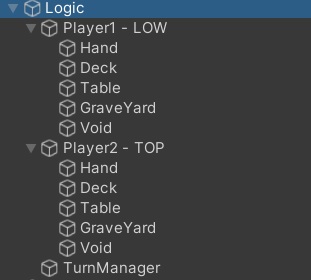 Logic
Player1 - LOW
Hand
Deck
Table
GraveYard
Void
Player2 - TOP
Hand
Deck
Table
GraveYard
Void
TurnManager